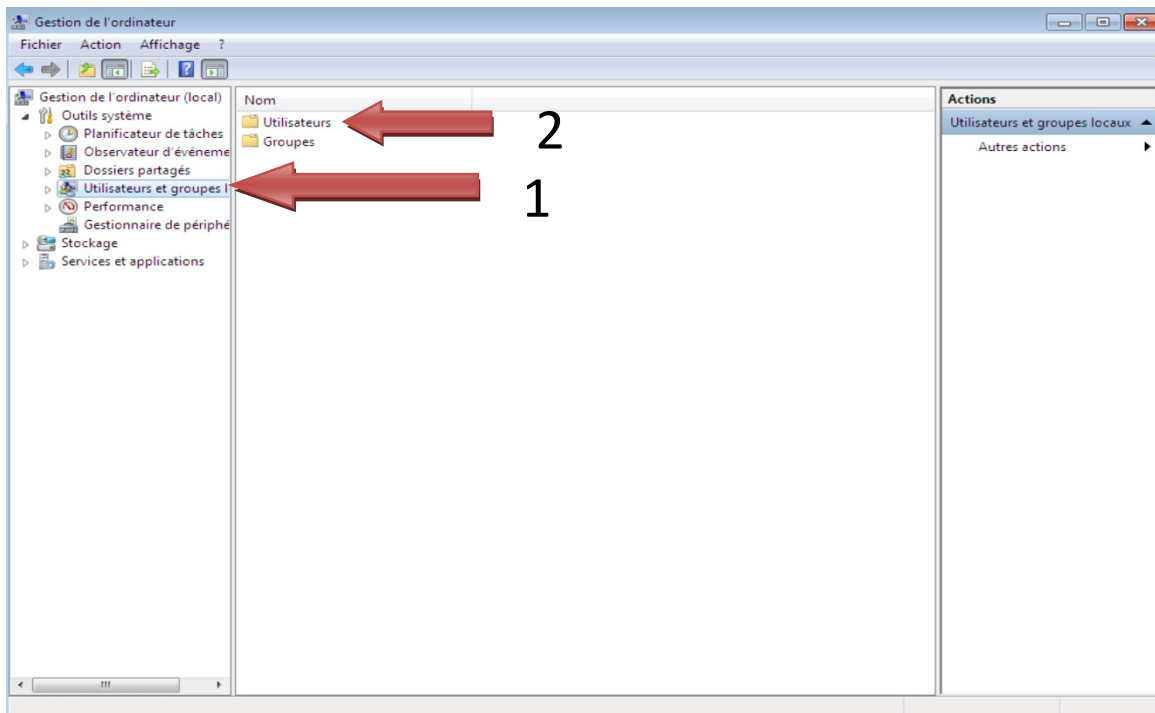 Gestion de l'ordinateur
Fichier Action Affichage ?
Gestion de l'ordinateur (local)
Outils système
Planificateur de tâches
Observateur d'événeme
Dossiers partagés
Utilisateurs et groupes l
Performance
Gestionnaire de périphé
Stockage
Services et applications
Nom
Utilisateurs
Groupes
2
1
Actions
Utilisateurs et groupes locaux
Autres actions